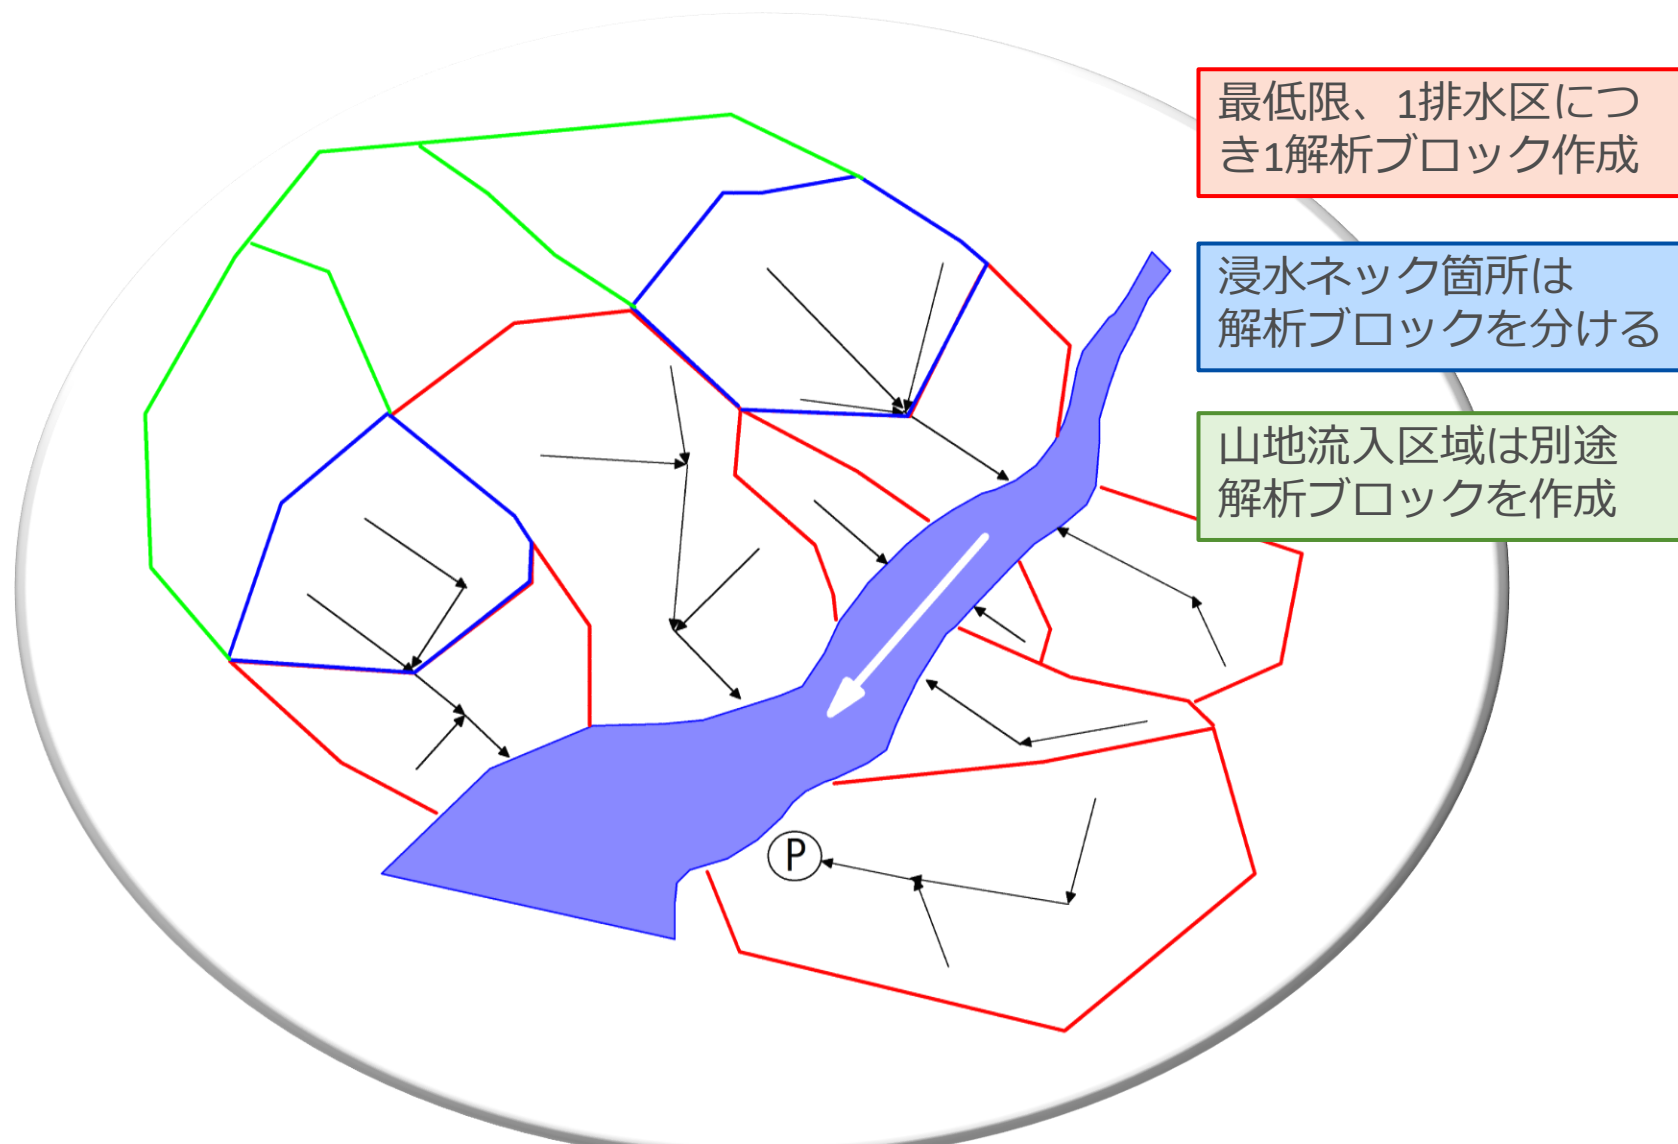 最低限、1排水区につ
き1解析ブロック作成
浸水ネック箇所は
解析ブロックを分ける
山地流入区域は別途
解析ブロックを作成
P